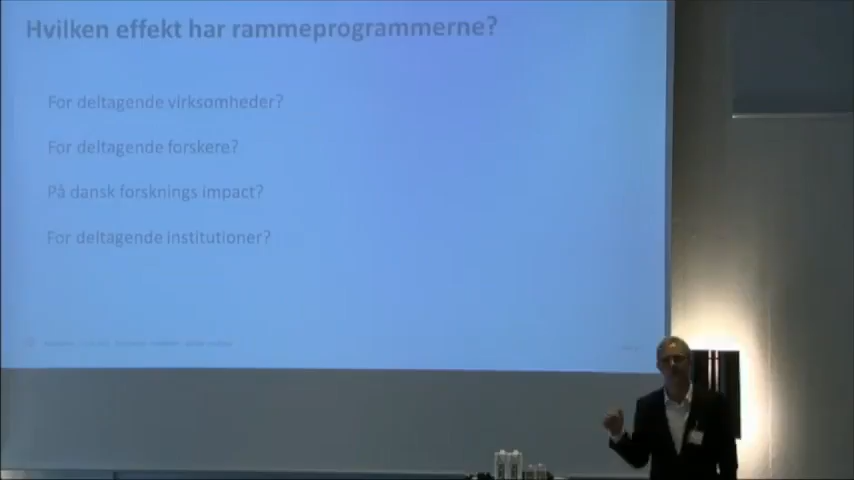 Hvilken effekt har rammeprogrammerne?
For deltagende virksomheder?
For deltagende forskere?
På dansk forsknings impact?
For deltagende institutioner?